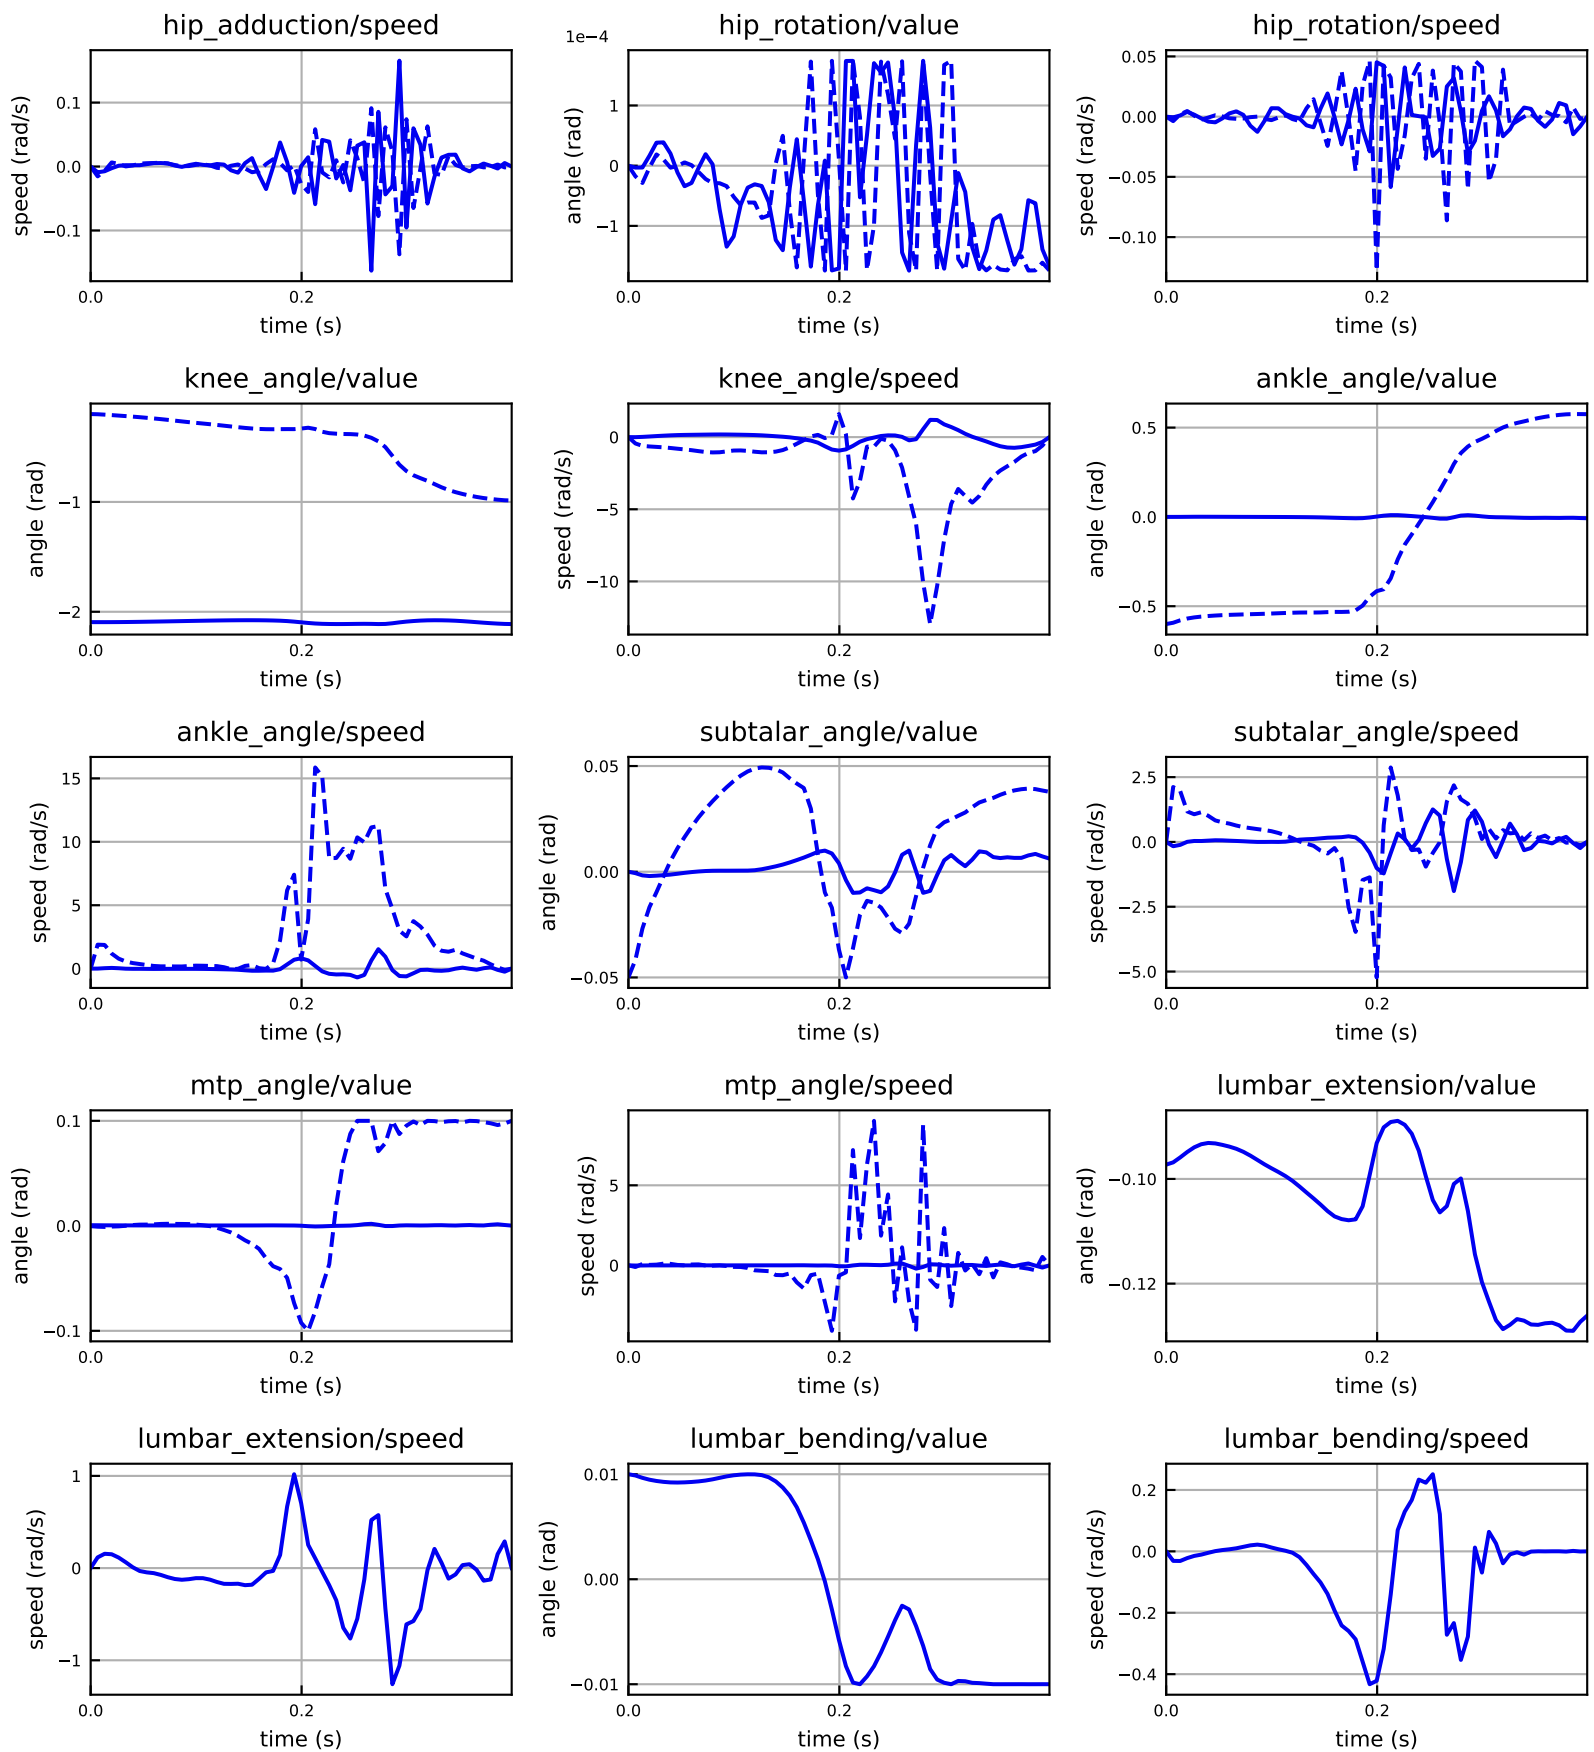 hip_adduction/speed
speed (rad/s)
0.1
0.0
−0.1
0.0
0.2
time (s)
hip_rotation/value
1e−4
angle (rad)
1
0
−1
0.0
0.2
time (s)
hip_rotation/speed
speed (rad/s)
0.05
0.00
−0.05
−0.10
0.0
0.2
time (s)
knee_angle/value
angle (rad)
−1
−2
0.0
0.2
time (s)
knee_angle/speed
speed (rad/s)
0
−5
−10
0.0
0.2
time (s)
ankle_angle/value
angle (rad)
0.5
0.0
−0.5
0.0
0.2
time (s)
ankle_angle/speed
speed (rad/s)
15
10
5
0
0.0
0.2
time (s)
subtalar_angle/value
angle (rad)
0.05
0.00
−0.05
0.0
0.2
time (s)
subtalar_angle/speed
speed (rad/s)
2.5
0.0
−2.5
−5.0
0.0
0.2
time (s)
mtp_angle/value
angle (rad)
0.1
0.0
−0.1
0.0
0.2
time (s)
mtp_angle/speed
speed (rad/s)
5
0
0.0
0.2
time (s)
lumbar_extension/value
angle (rad)
−0.10
−0.12
0.0
0.2
time (s)
lumbar_extension/speed
speed (rad/s)
1
0
−1
0.0
0.2
time (s)
lumbar_bending/value
angle (rad)
0.01
0.00
−0.01
0.0
0.2
time (s)
lumbar_bending/speed
speed (rad/s)
0.2
0.0
−0.2
−0.4
0.0
0.2
time (s)